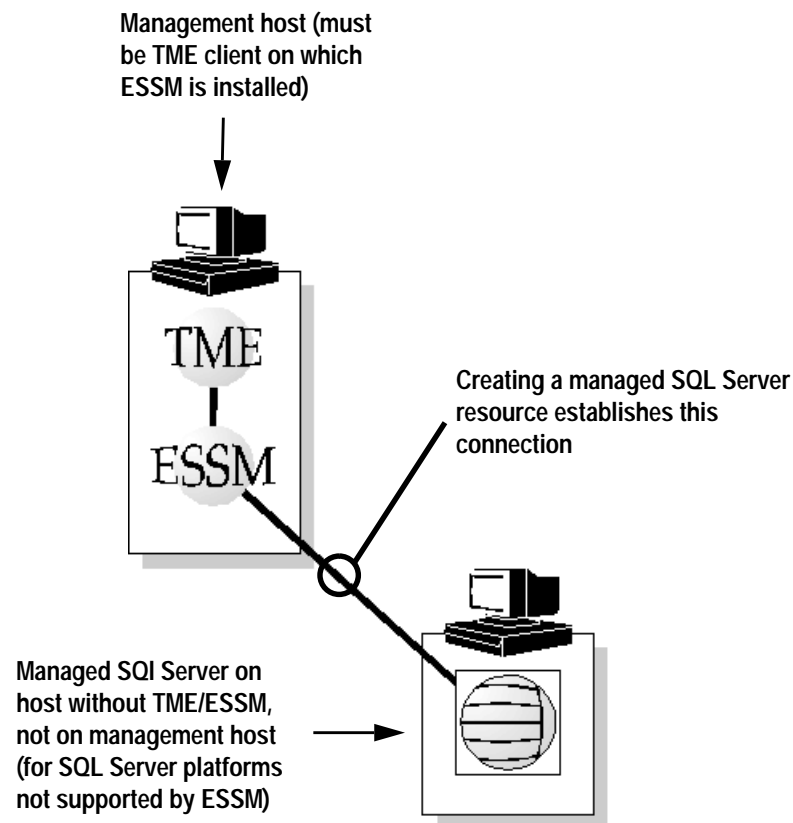 Management host (must
be TME client on which
ESSM is installed)
TME
ESSM
Creating a managed SQL Server
resource establishes this
connection
Managed SQl Server on
host without TME/ESSM,
not on management host
(for SQL Server platforms
not supported by ESSM)